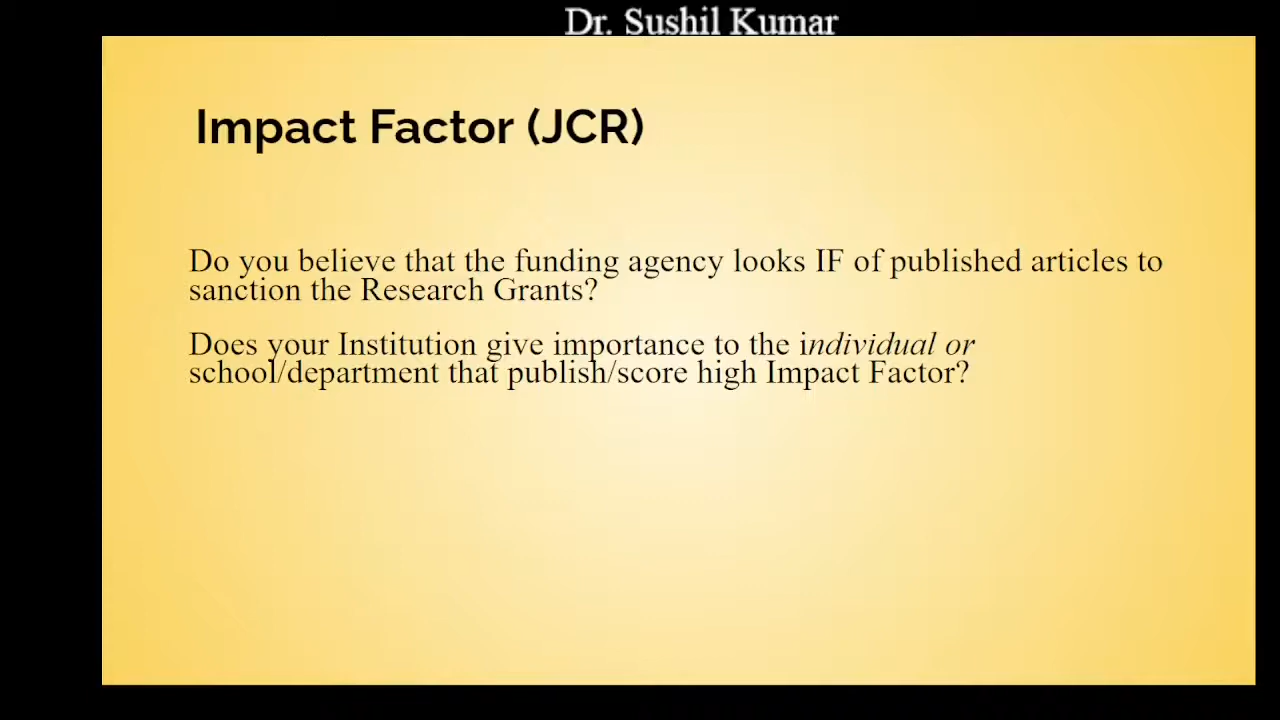 Dr. Sushil Kumar
Impact Factor (JCR)
Do you believe that the funding agency looks IF of published articles to
sanction the Research Grants?
Does your Institution give importance to the individual or
school/department that publish/score high Impact Factor?